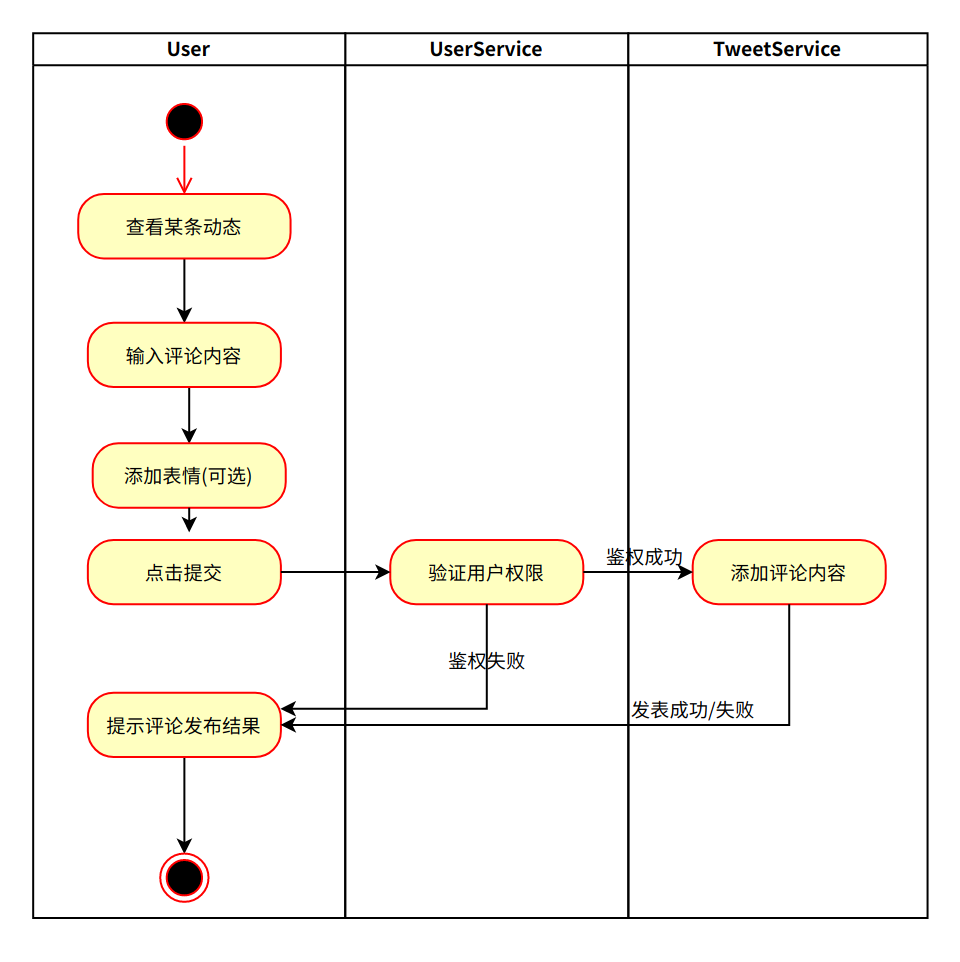 User
UserService
TweetService
查看某条动态
输入评论内容
添加表情(可选)
点击提交
验证用户权限
鉴权成功
添加评论内容
鉴权失败
发表成功/失败
提示评论发布结果